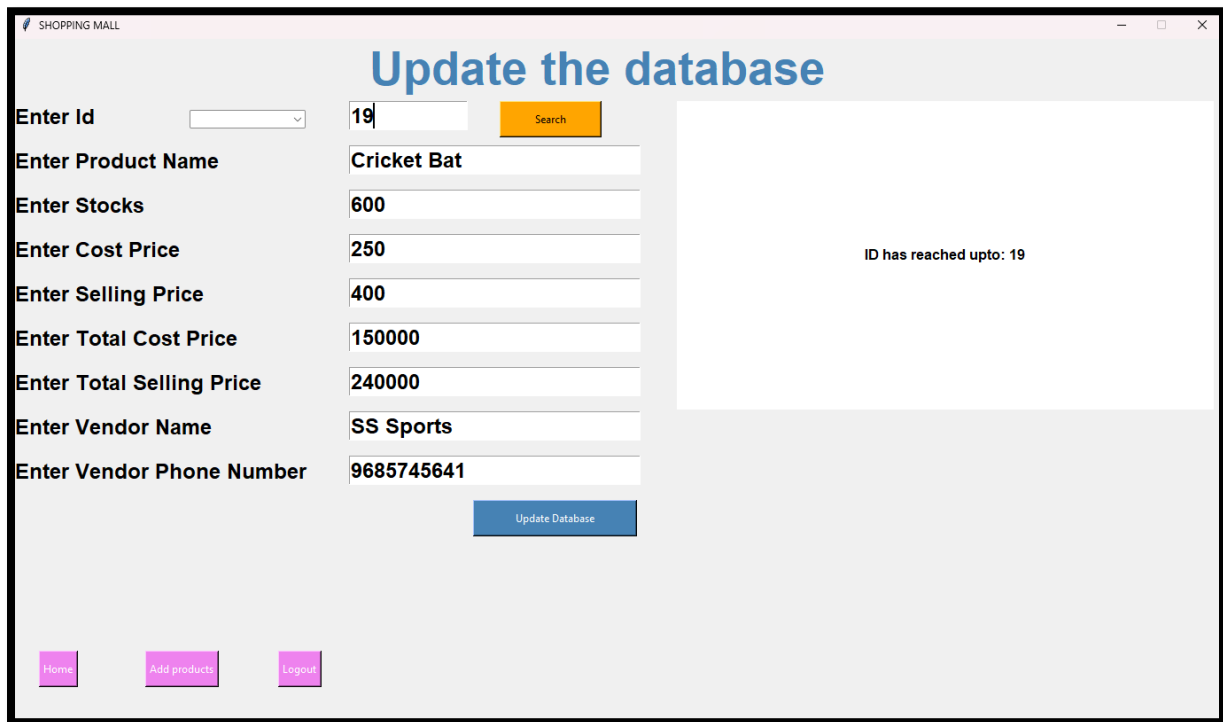 SHOPPING MALL
Update the database
Enter Id 19 Search
Enter Product Name Cricket Bat
Enter Stocks 600
Enter Cost Price 250
Enter Selling Price 400
Enter Total Cost Price 150000
Enter Total Selling Price 240000
Enter Vendor Name SS Sports
Enter Vendor Phone Number 9685745641
Update Database
ID has reached upto: 19
Home Add products Logout